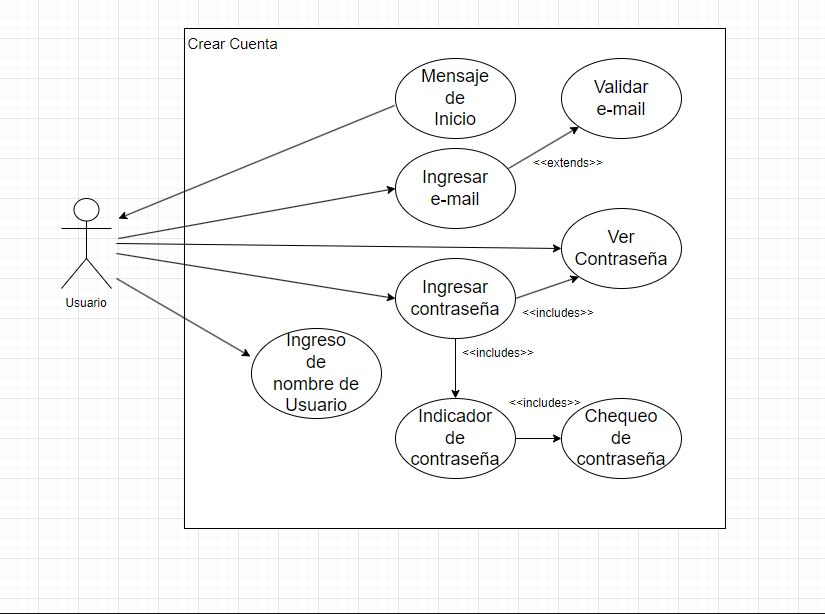 Crear Cuenta
Mensaje
de
Inicio
Validar
e-mail
<<extends>>
Ingresar
e-mail
Usuario
Ver
Contraseña
Ingresar
contraseña
<<includes>>
<<includes>>
Ingreso
de
nombre de
Usuario
<<includes>>
Indicador
de
contraseña
Chequeo
de
contraseña